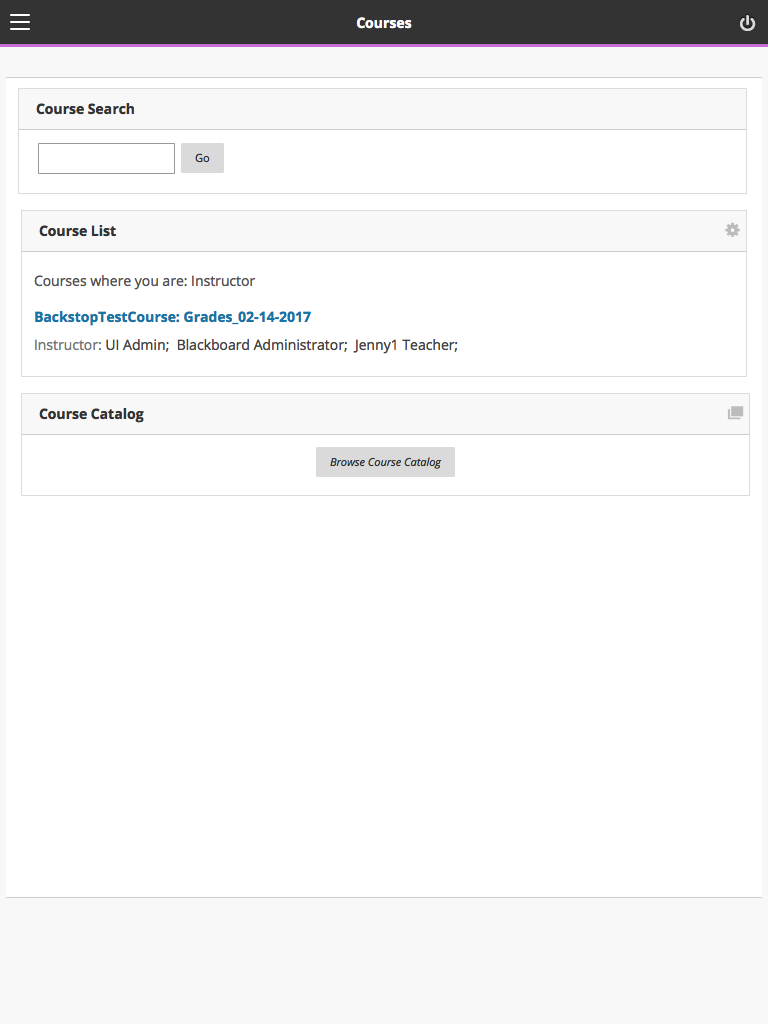 Courses
Course Search
Go
Course List
Courses where you are: Instructor
BackstopTestCourse: Grades_02-14-2017
Instructor: UI Admin;  Blackboard Administrator;  Jenny1 Teacher;
Course Catalog
Browse Course Catalog